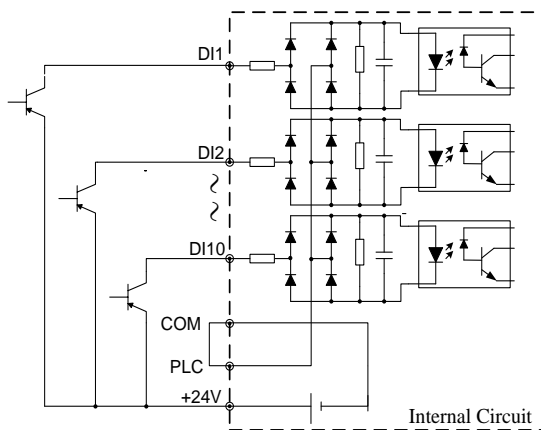 DI1
DI2
DI10
COM
PLC
+24V
Internal Circuit